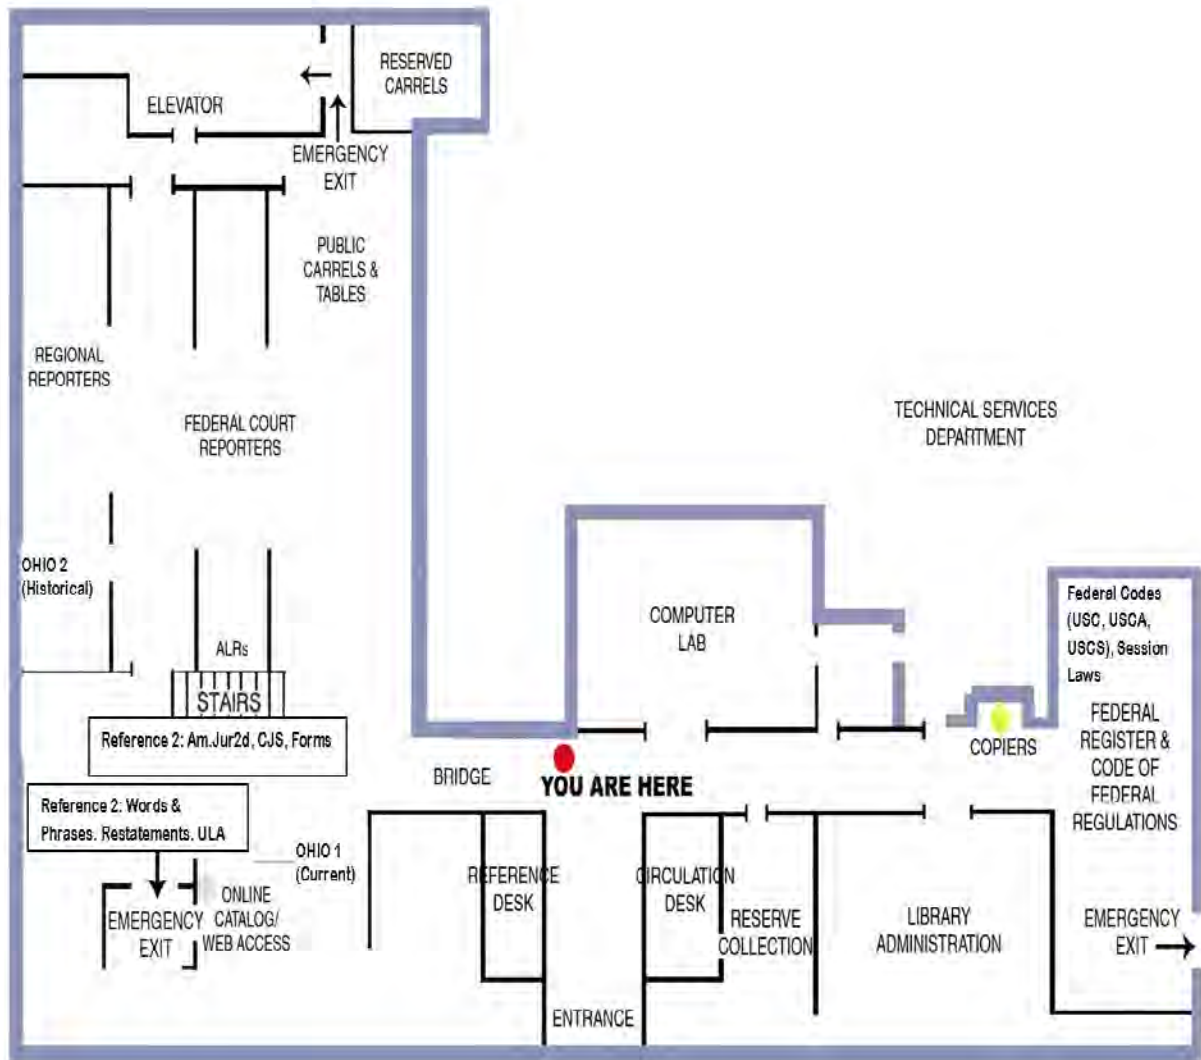 RESERVED
CARRELS
ELEVATOR
EMERGENCY
EXIT
PUBLIC
CARRELS &
TABLES
REGIONAL
REPORTERS
FEDERAL COURT
REPORTERS
TECHNICAL SERVICES
DEPARTMENT
OHIO 2
(Historical)
ALRs
STAIRS
Reference 2: Am.Jur2d, CJS, Forms
COMPUTER
LAB
Federal Codes
(USC, USCA,
USCS), Session
Laws
COPIERS
FEDERAL
REGISTER &
CODE OF
FEDERAL
REGULATIONS
BRIDGE
YOU ARE HERE
Reference 2: Words &
Phrases. Restatements. ULA
OHIO 1
(Current)
EMERGENCY
EXIT
ONLINE
CATALOG/
WEB ACCESS
REFERENCE
DESK
CIRCULATION
DESK
RESERVE
COLLECTION
LIBRARY
ADMINISTRATION
EMERGENCY
EXIT
ENTRANCE